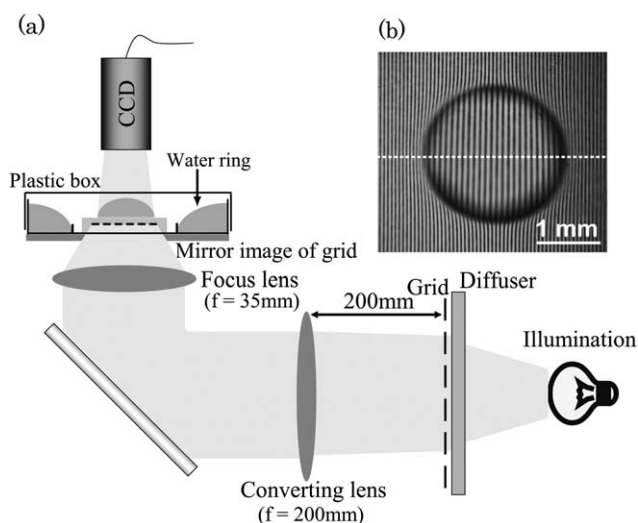 (a)
(b)
CCD
Water ring
Plastic box
1 mm
Mirror image of grid
Focus lens
(f = 35mm)
Grid
Diffuser
200mm
Illumination
Converting lens
(f = 200mm)